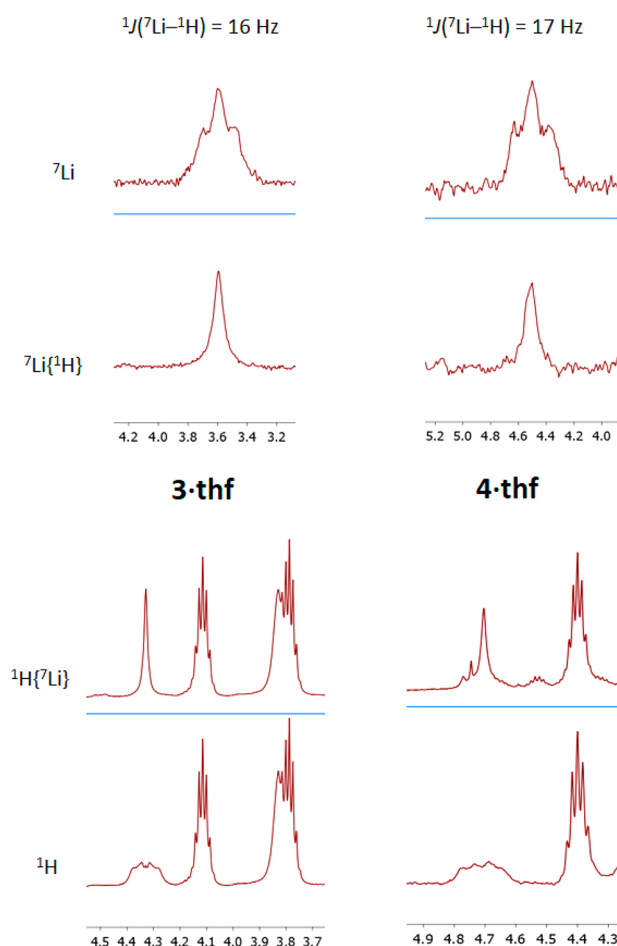 ¹J(⁷Li–¹H) = 16 Hz ¹J(⁷Li–¹H) = 17 Hz
⁷Li
⁷Li{¹H}
4.2 4.0 3.8 3.6 3.4 3.2 5.2 5.0 4.8 4.6 4.4 4.2 4.0
3·thf 4·thf
¹H{⁷Li}
¹H
4.5 4.4 4.3 4.2 4.1 4.0 3.9 3.8 3.7 4.9 4.8 4.7 4.6 4.5 4.4 4.3